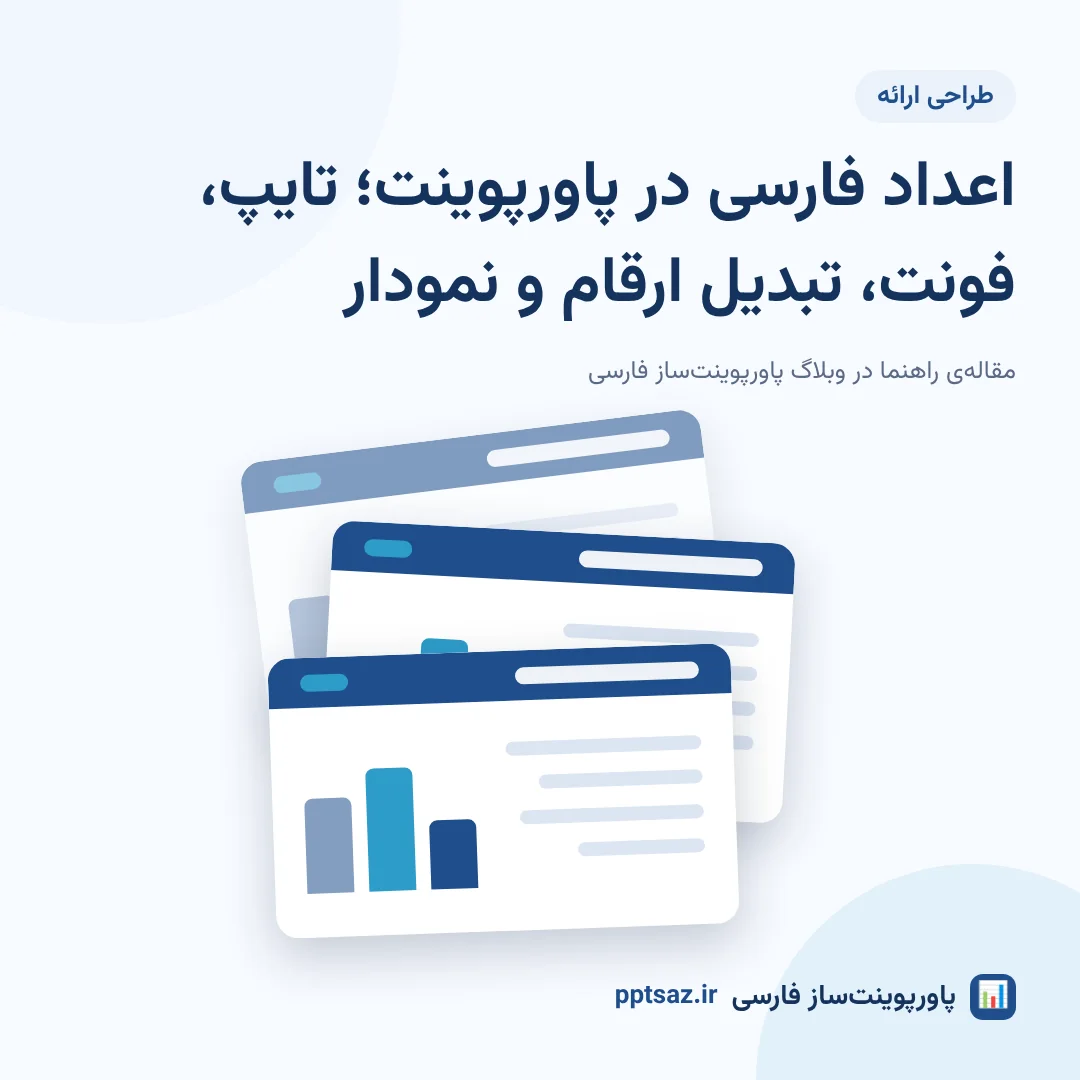 طراحی ارائه
اعداد فارسی در پاورپوینت؛ تایپ،
فونت، تبدیل ارقام و نمودار
مقاله‌ی راهنما در وبلاگ پاورپوینت‌ساز فارسی
پاورپوینت‌ساز فارسی pptsaz.ir